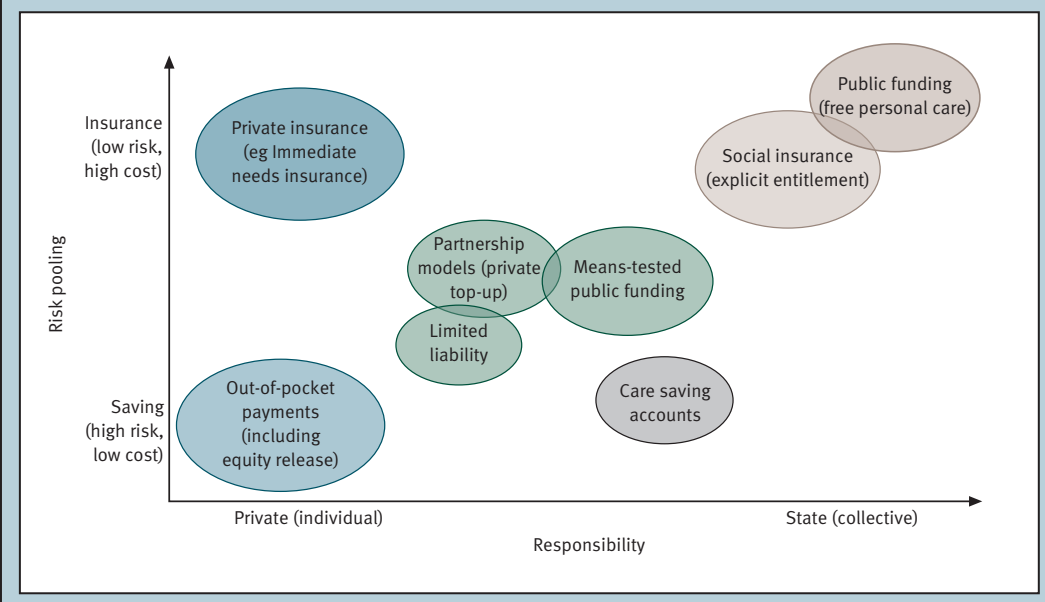 Public funding
(free personal care)
Insurance
(low risk,
high cost)
Private insurance
(eg Immediate
needs insurance)
Social insurance
(explicit entitlement)
Risk pooling
Partnership
models (private
top-up)
Means-tested
public funding
Limited
liability
Saving
(high risk,
low cost)
Out-of-pocket
payments
(including
equity release)
Care saving
accounts
Private (individual)
State (collective)
Responsibility